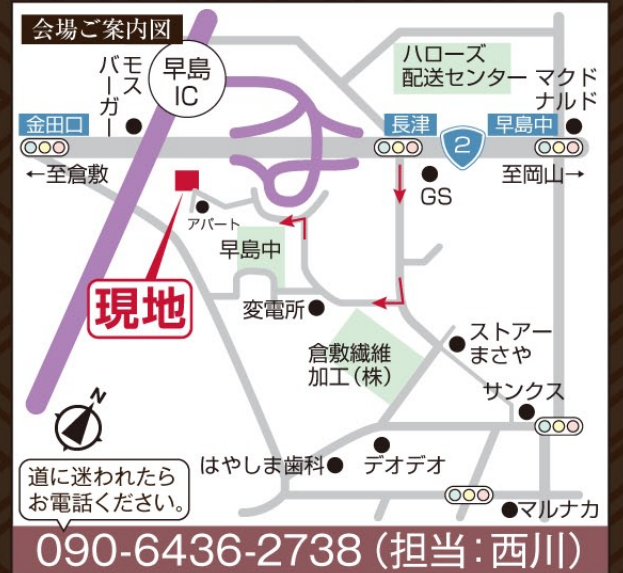 会場ご案内図
モス
バーガー
早島
IC
ハローズ
配送センター
マクド
ナルド
金田口
長津
2
早島中
←至倉敷
至岡山→
GS
アパート
早島中
現地
変電所
倉敷繊維
加工(株)
ストアー
まさや
サンクス
N
はやしま歯科
デオデオ
マルナカ
道に迷われたら
お電話ください。
090-6436-2738(担当:西川)